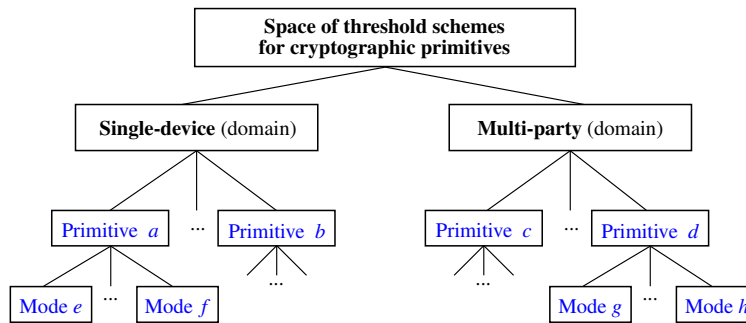 Space of threshold schemes
for cryptographic primitives
Single-device (domain)
Multi-party (domain)
Primitive a
...
Primitive b
Primitive c
...
Primitive d
Mode e
...
Mode f
...
...
Mode g
...
Mode h